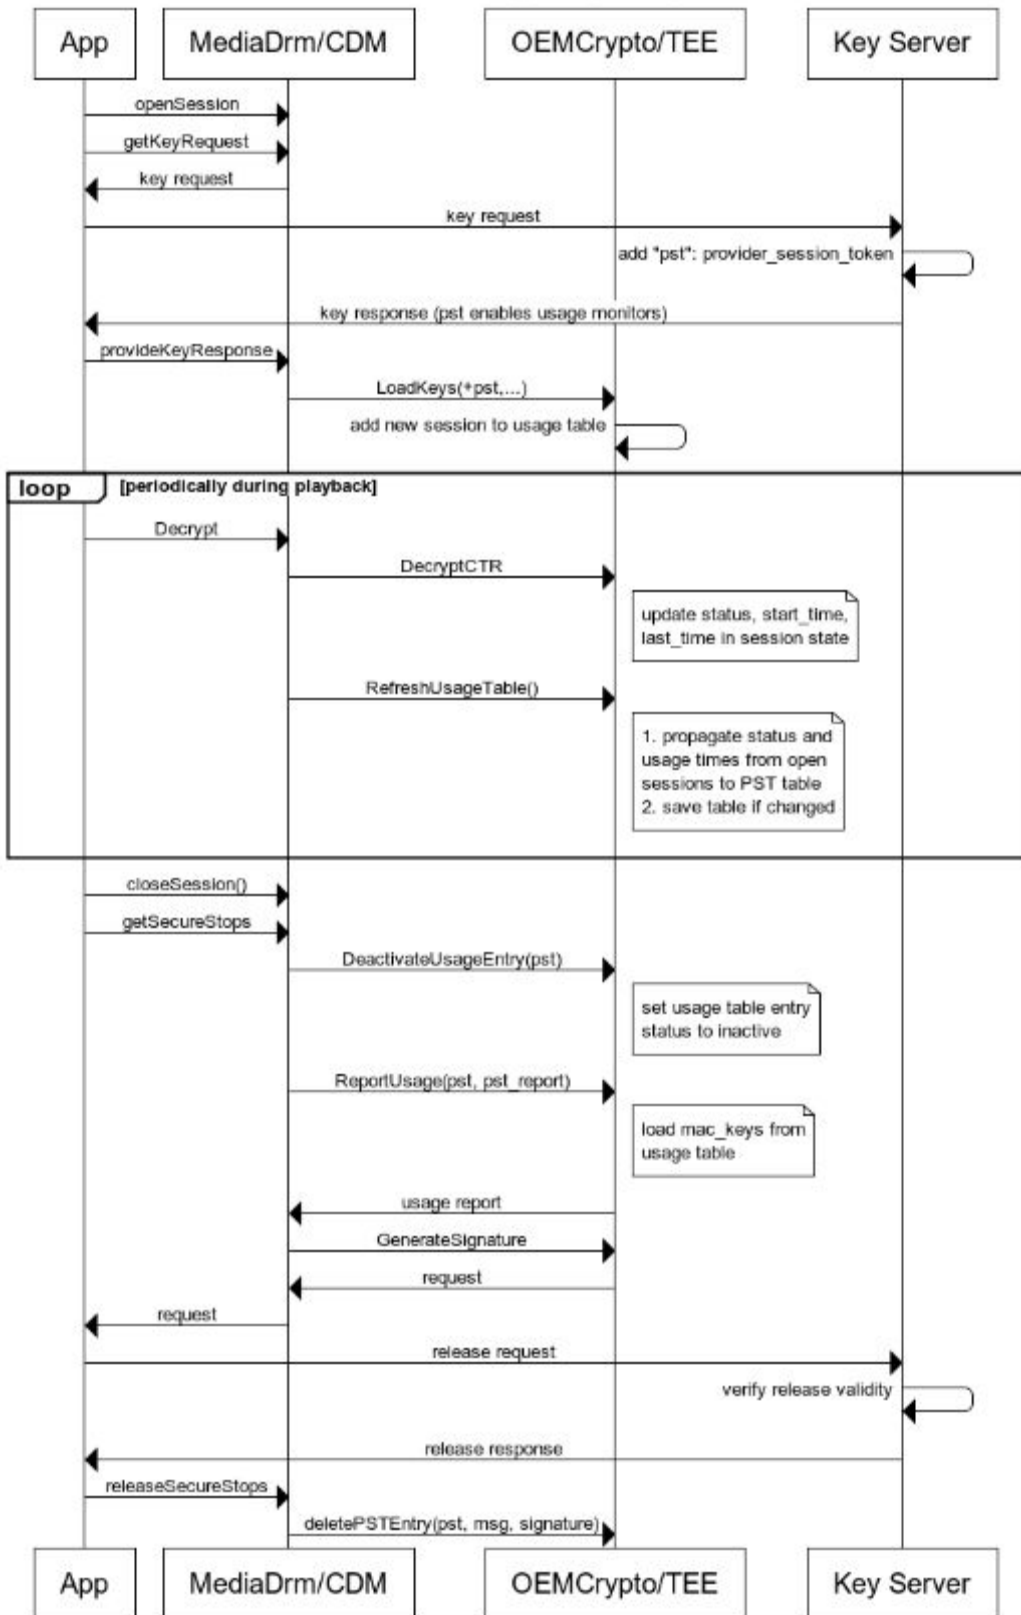 App
MediaDrm/CDM
OEMCrypto/TEE
Key Server
openSession
getKeyRequest
key request
key request
add "pst": provider_session_token
key response (pst enables usage monitors)
provideKeyResponse
LoadKeys(+pst,...)
add new session to usage table
loop
[periodically during playback]
Decrypt
DecryptCTR
update status, start_time,
last_time in session state
RefreshUsageTable()
1. propagate status and
usage times from open
sessions to PST table
2. save table if changed
closeSession()
getSecureStops
DeactivateUsageEntry(pst)
set usage table entry
status to inactive
ReportUsage(pst, pst_report)
load mac_keys from
usage table
usage report
GenerateSignature
request
request
release request
verify release validity
release response
releaseSecureStops
deletePSTEntry(pst, msg, signature)
App
MediaDrm/CDM
OEMCrypto/TEE
Key Server